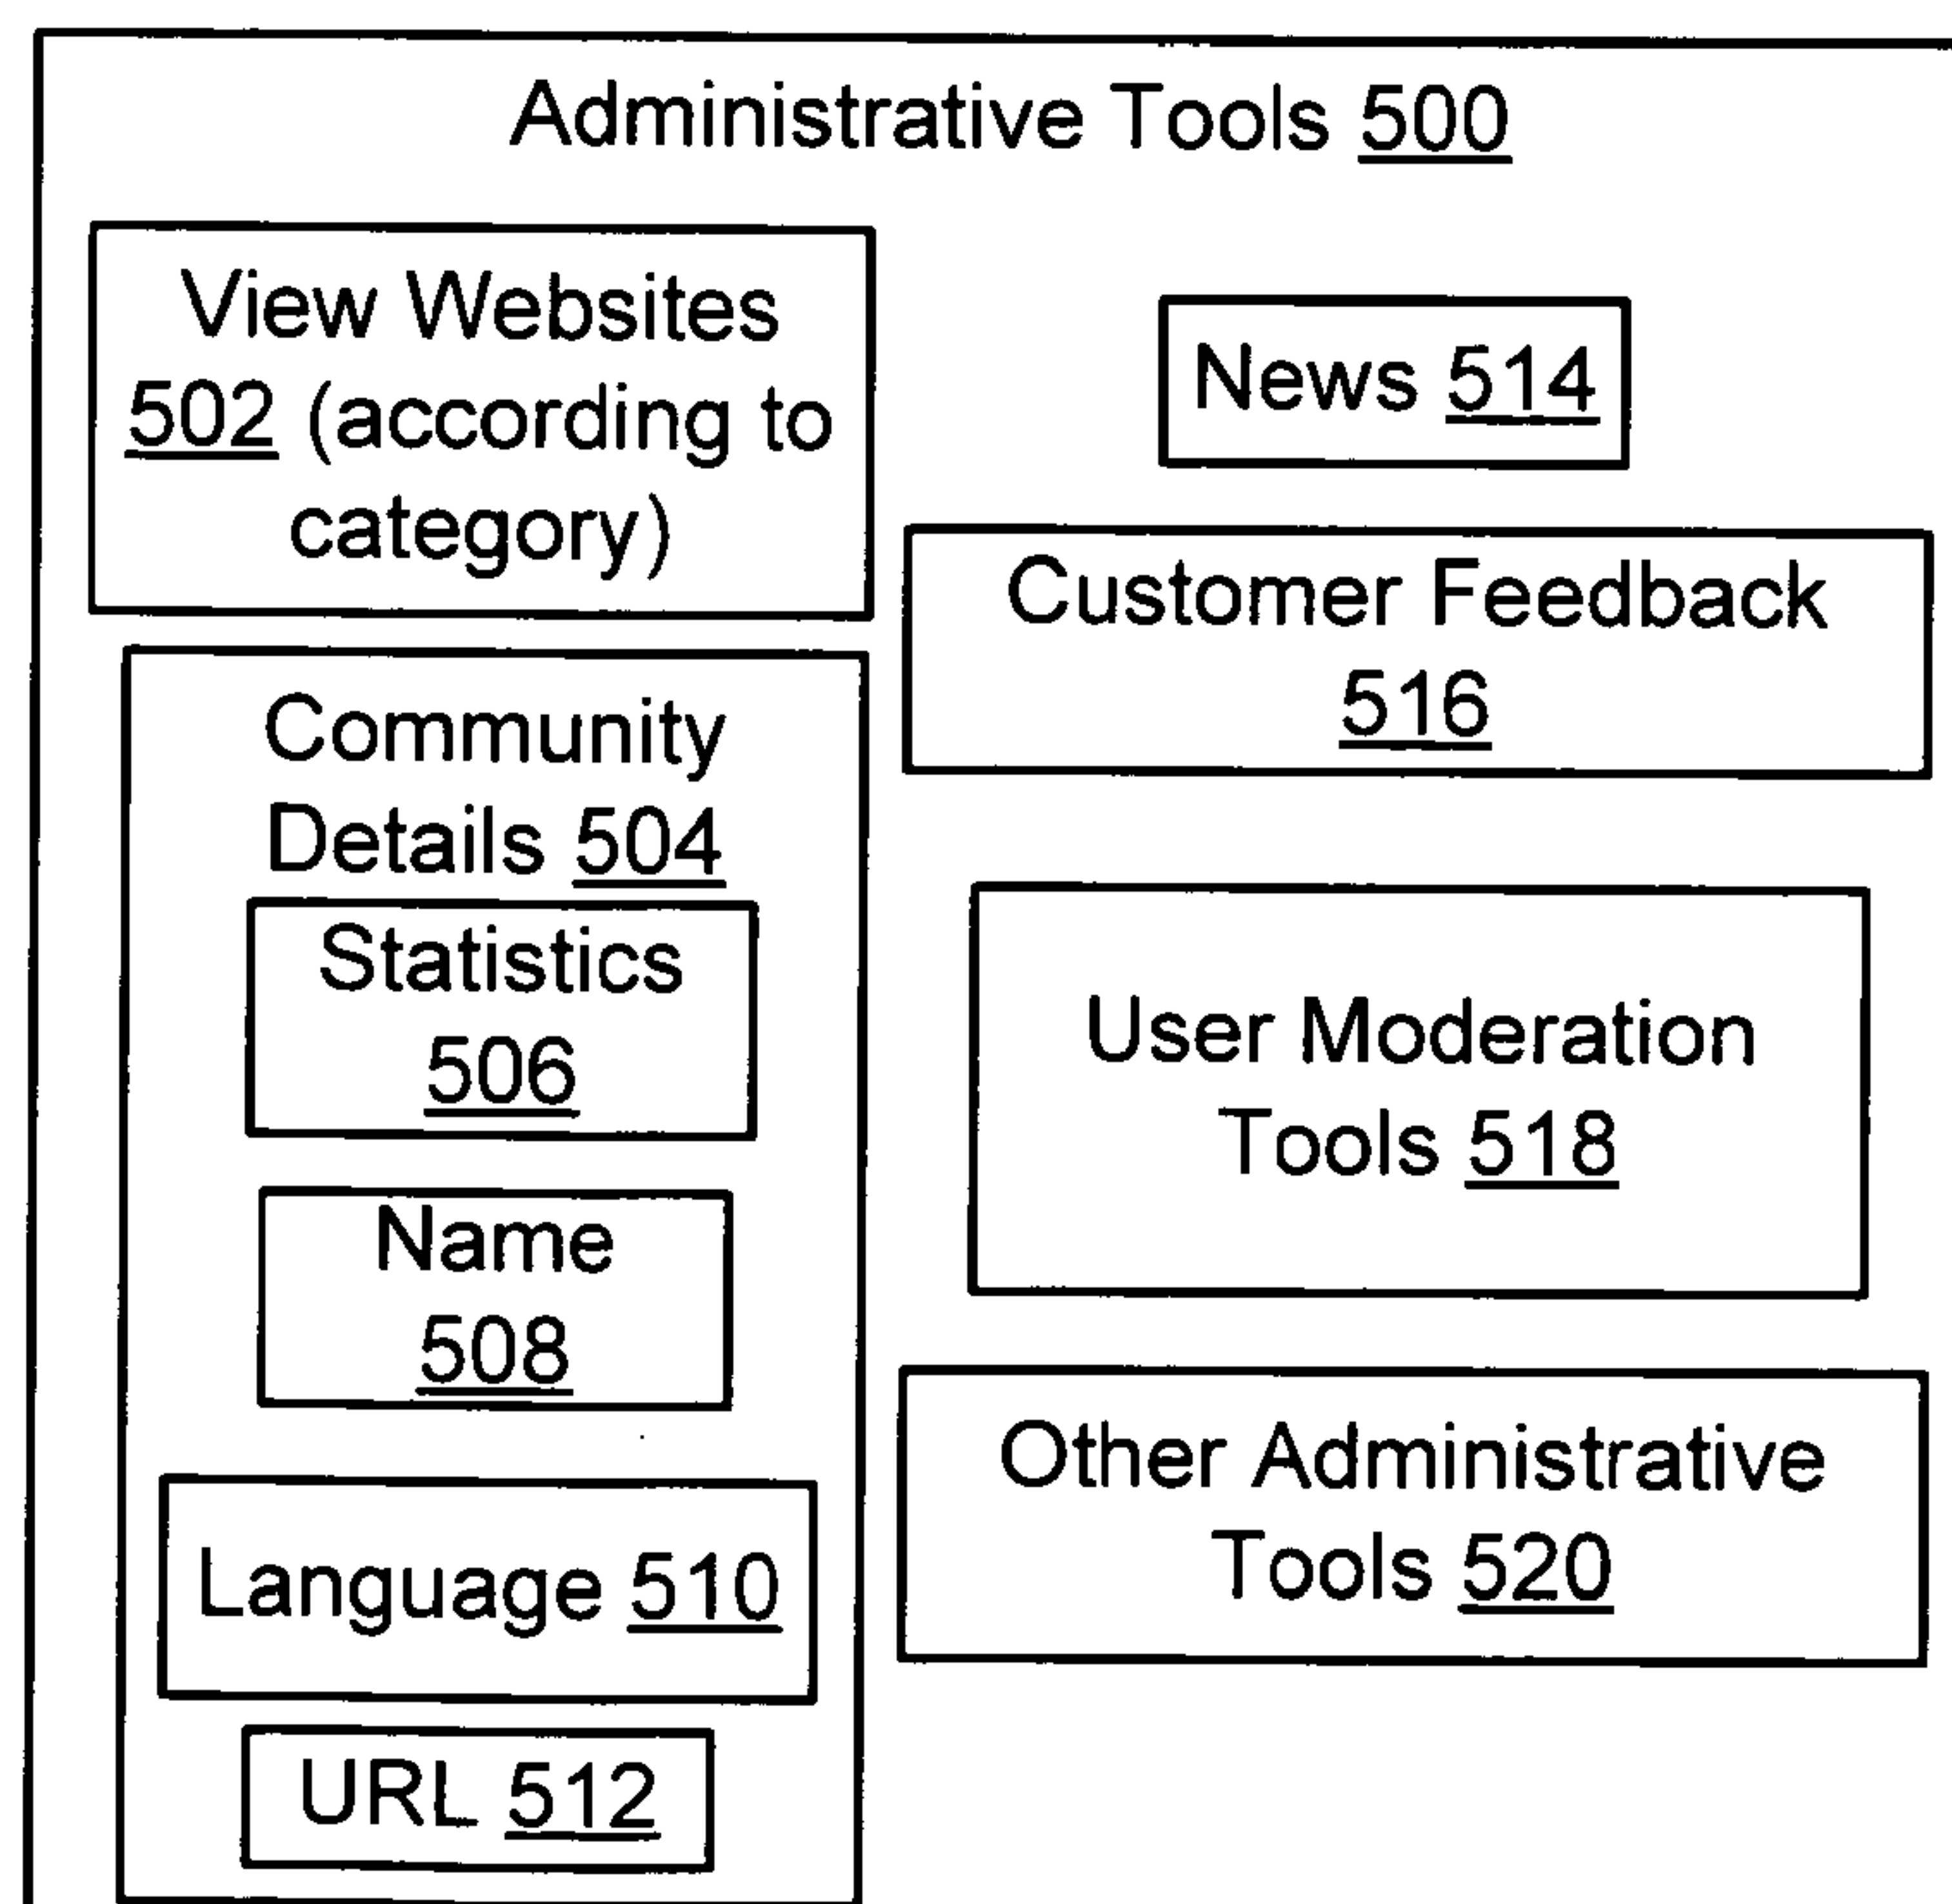 Administrative Tools 500
View Websites
502 (according to
category)
Community
Details 504
Statistics
506
Name
508
Language 510
URL 512
News 514
Customer Feedback
516
User Moderation
Tools 518
Other Administrative
Tools 520